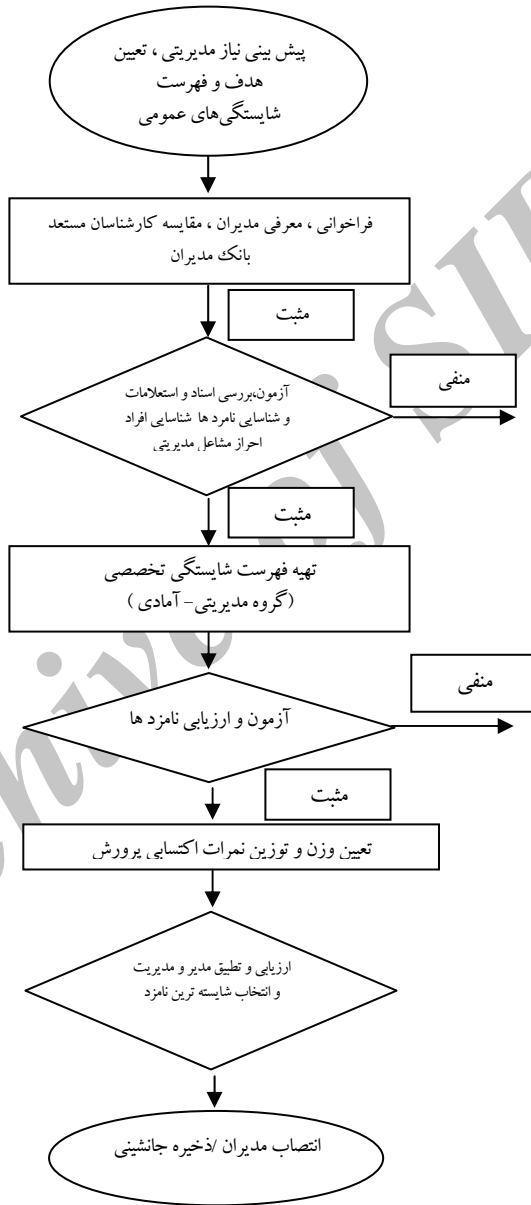 پیش بینی نیاز مدیریتی ، تعیین
هدف و فهرست
شایستگی‌های عمومی
فراخوانی ، معرفی مدیران ، مقایسه کارشناسان مستعد
بانک مدیران
مثبت
منفی
آزمون،بررسی اسناد و استعلامات
و شناسایی نامرد ها شناسایی افراد
احراز مشاغل مدیریتی
مثبت
تهیه فهرست شایستگی تخصصی
(گروه مدیریتی– آمادی )
منفی
آزمون و ارزیابی نامزد ها
مثبت
تعیین وزن و توزین نمرات اکتسابی پرورش
ارزیابی و تطبیق مدیر و مدیریت
و انتخاب شایسته ترین نامزد
انتصاب مدیران /ذخیره جانشینی